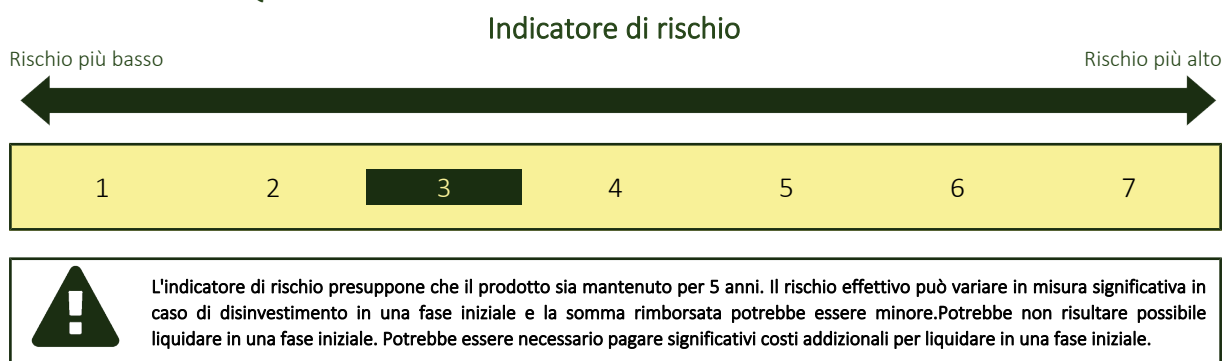 Indicatore di rischio
Rischio più basso Rischio più alto
1 2 3 4 5 6 7
L'indicatore di rischio presuppone che il prodotto sia mantenuto per 5 anni. Il rischio effettivo può variare in misura significativa in
caso di disinvestimento in una fase iniziale e la somma rimborsata potrebbe essere minore.Potrebbe non risultare possibile
liquidare in una fase iniziale. Potrebbe essere necessario pagare significativi costi addizionali per liquidare in una fase iniziale.